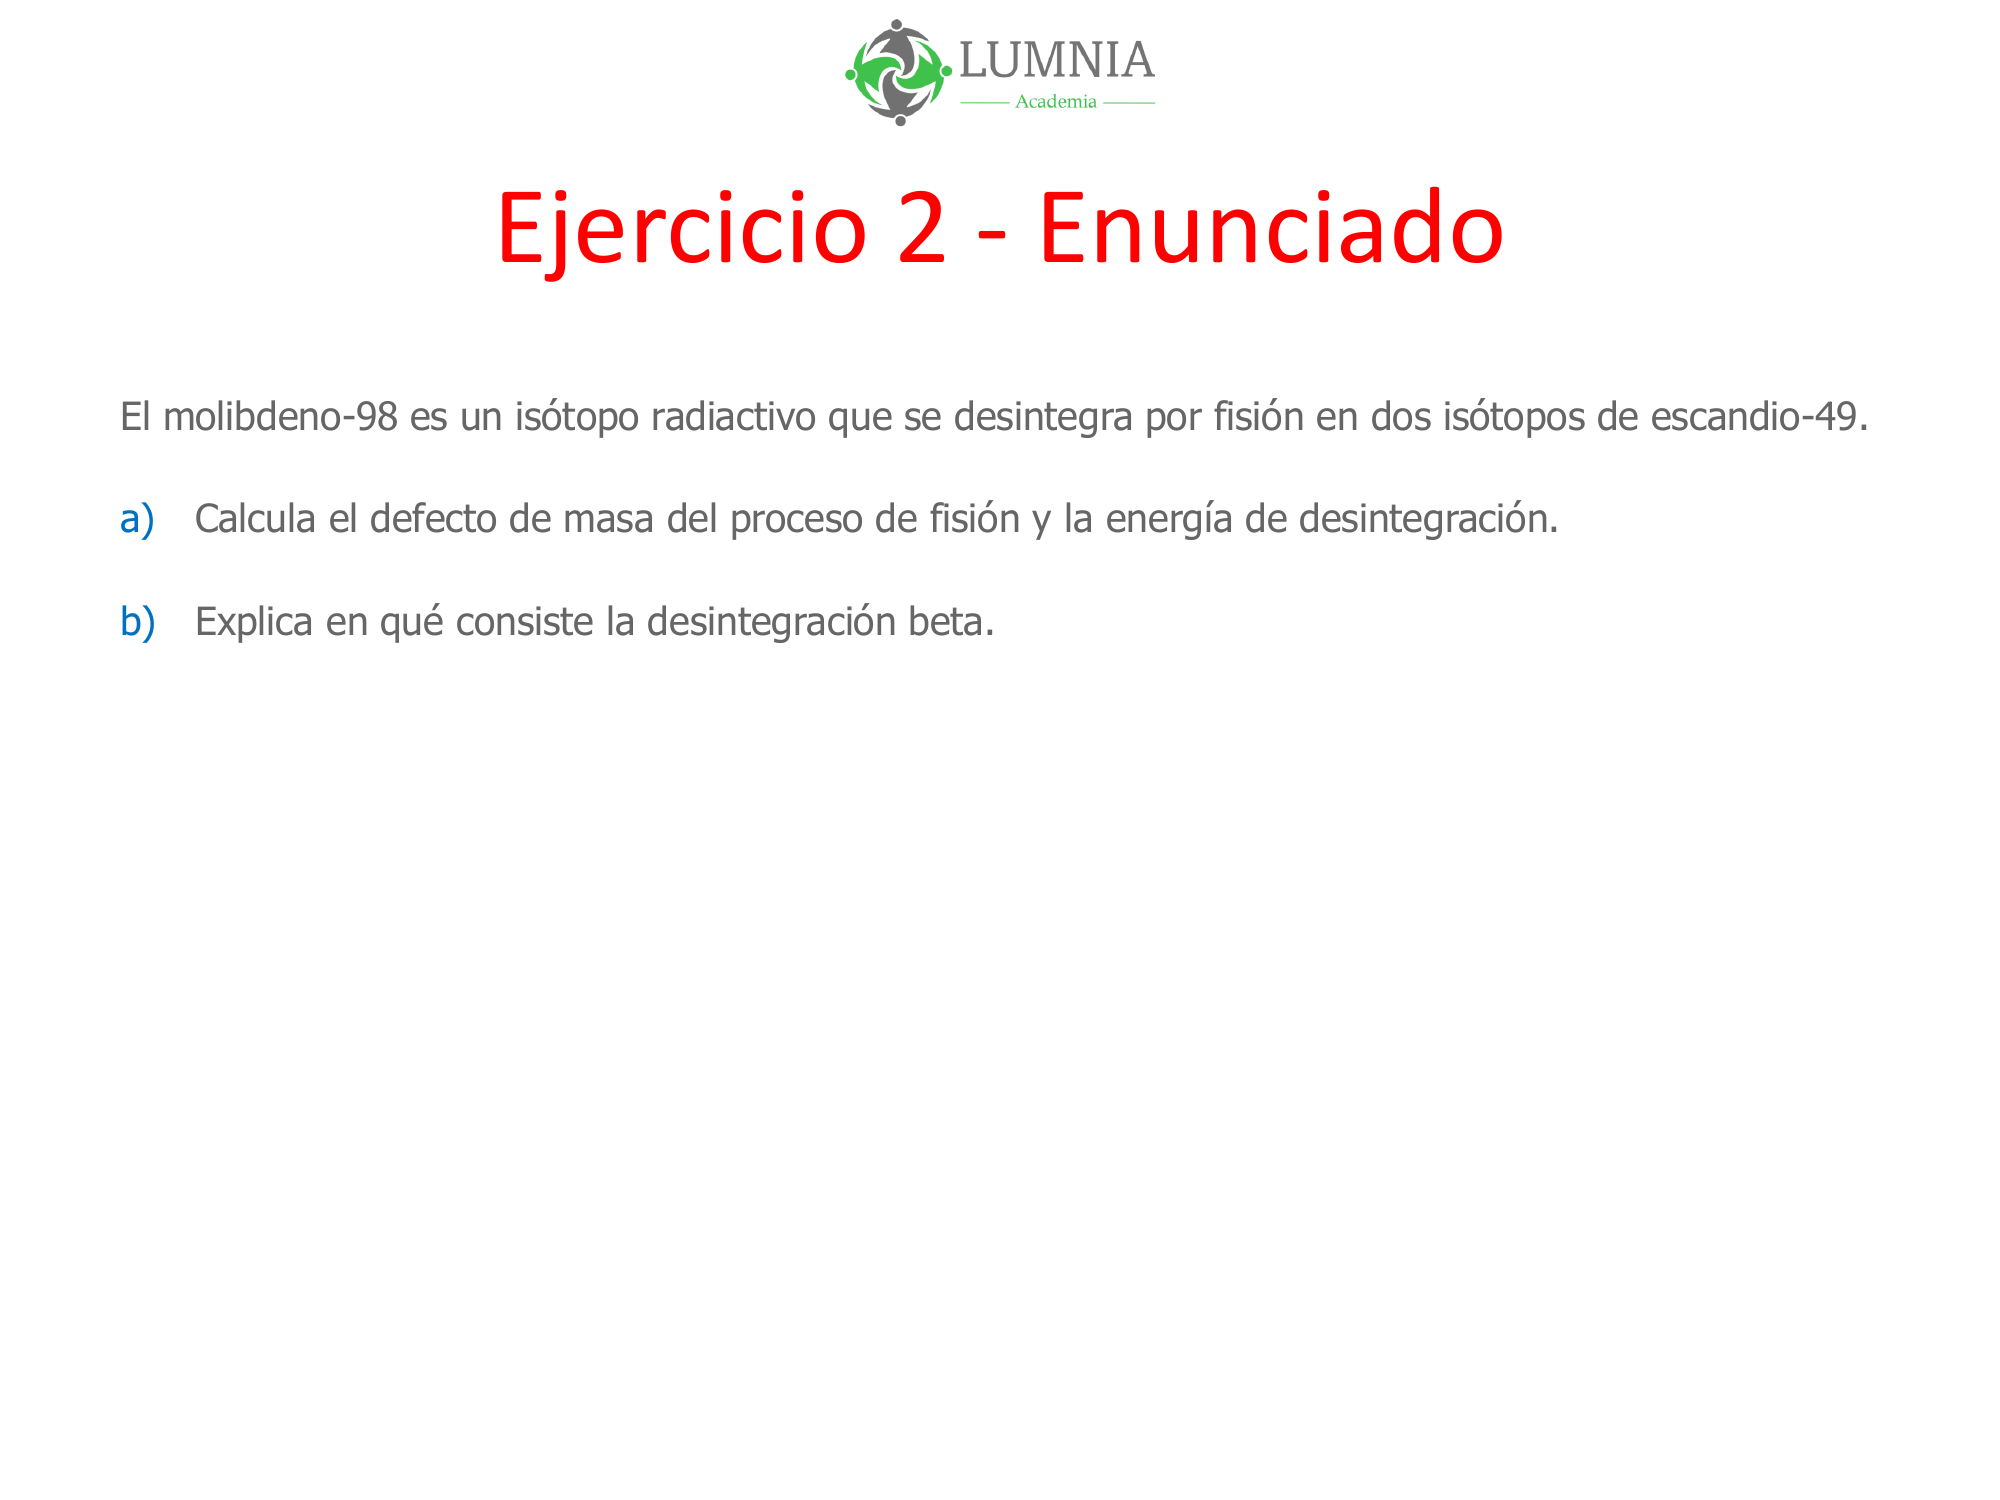 LUMNIA
Academia
Ejercicio 2 - Enunciado
El molibdeno-98 es un isótopo radiactivo que se desintegra por fisión en dos isótopos de escandio-49.
a) Calcula el defecto de masa del proceso de fisión y la energía de desintegración.
b) Explica en qué consiste la desintegración beta.